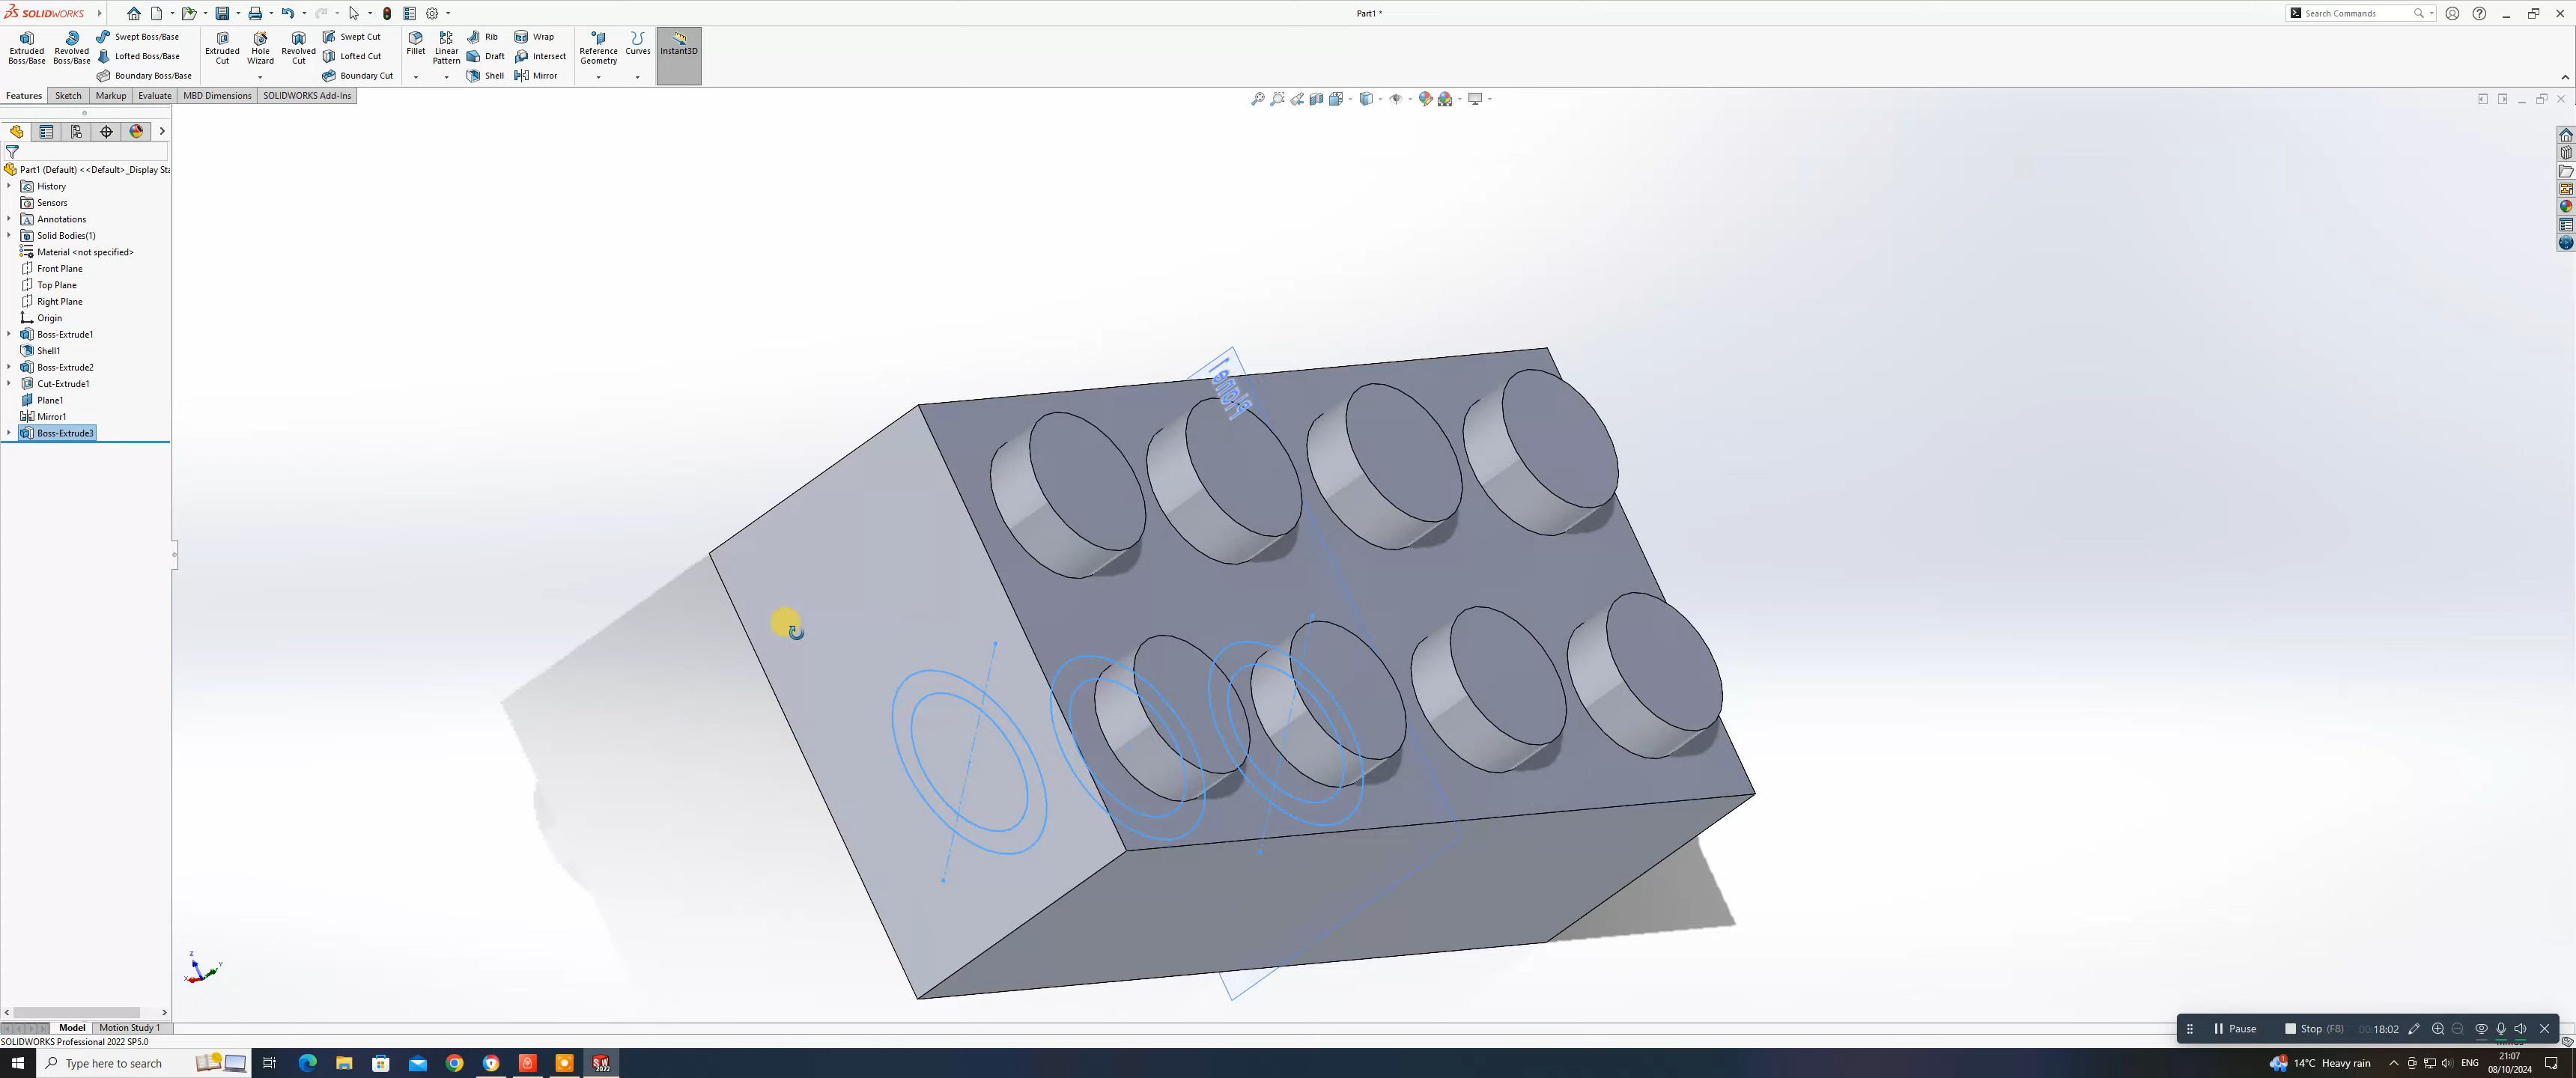 SOLIDWORKS
Part1 *
Search Commands
Extruded Boss/Base
Revolved Boss/Base
Swept Boss/Base
Lofted Boss/Base
Boundary Boss/Base
Extruded Cut
Hole Wizard
Revolved Cut
Swept Cut
Lofted Cut
Boundary Cut
Fillet
Linear Pattern
Rib
Draft
Shell
Wrap
Intersect
Mirror
Reference Geometry
Curves
Instant3D
Features
Sketch
Markup
Evaluate
MBD Dimensions
SOLIDWORKS Add-Ins
Part1 (Default) <<Default>_Display Sta
History
Sensors
Annotations
Solid Bodies(1)
Material <not specified>
Front Plane
Top Plane
Right Plane
Origin
Boss-Extrude1
Shell1
Boss-Extrude2
Cut-Extrude1
Plane1
Mirror1
Boss-Extrude3
Plane1
Z
Y
X
Model
Motion Study 1
SOLIDWORKS Professional 2022 SP5.0
Pause
Stop (F8)
00:18:02
Type here to search
14°C Heavy rain
ENG
21:07
08/10/2024